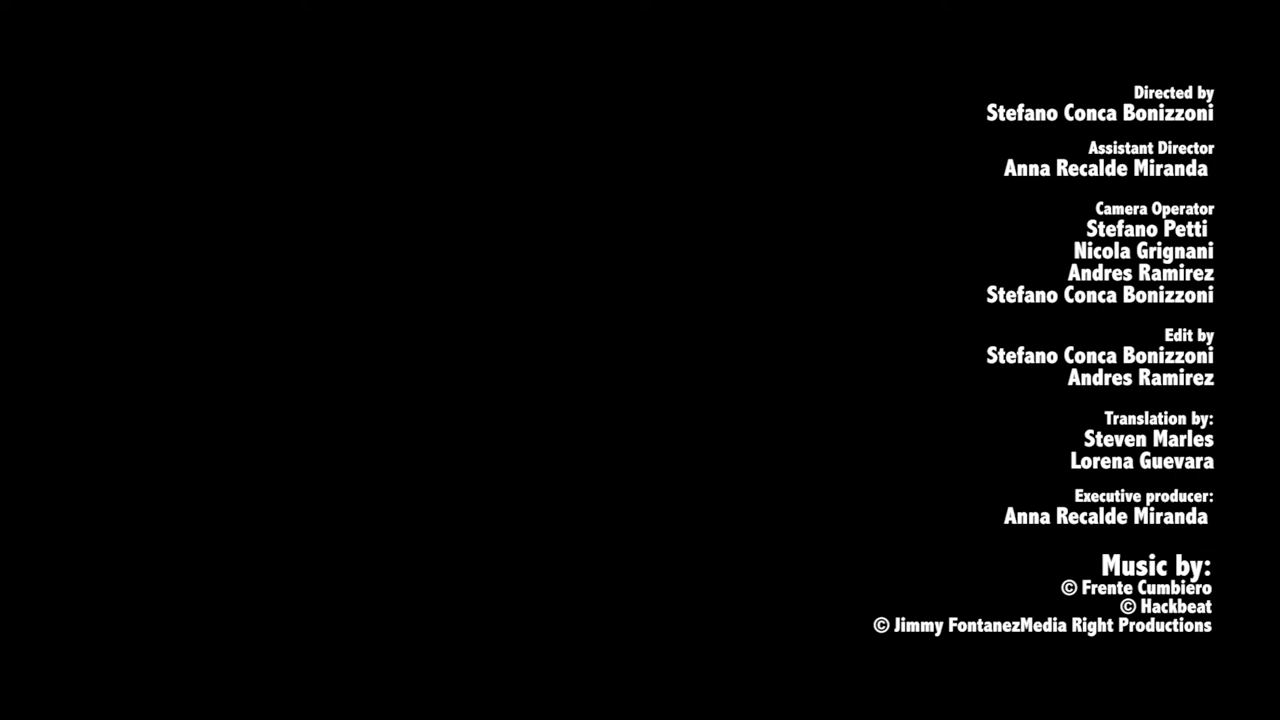 Directed by
Stefano Conca Bonizzoni
Assistant Director
Anna Recalde Miranda
Camera Operator
Stefano Petti
Nicola Grignani
Andres Ramirez
Stefano Conca Bonizzoni
Edit by
Stefano Conca Bonizzoni
Andres Ramirez
Translation by:
Steven Marles
Lorena Guevara
Executive producer:
Anna Recalde Miranda
Music by:
© Frente Cumbiero
© Hackbeat
© Jimmy FontanezMedia Right Productions